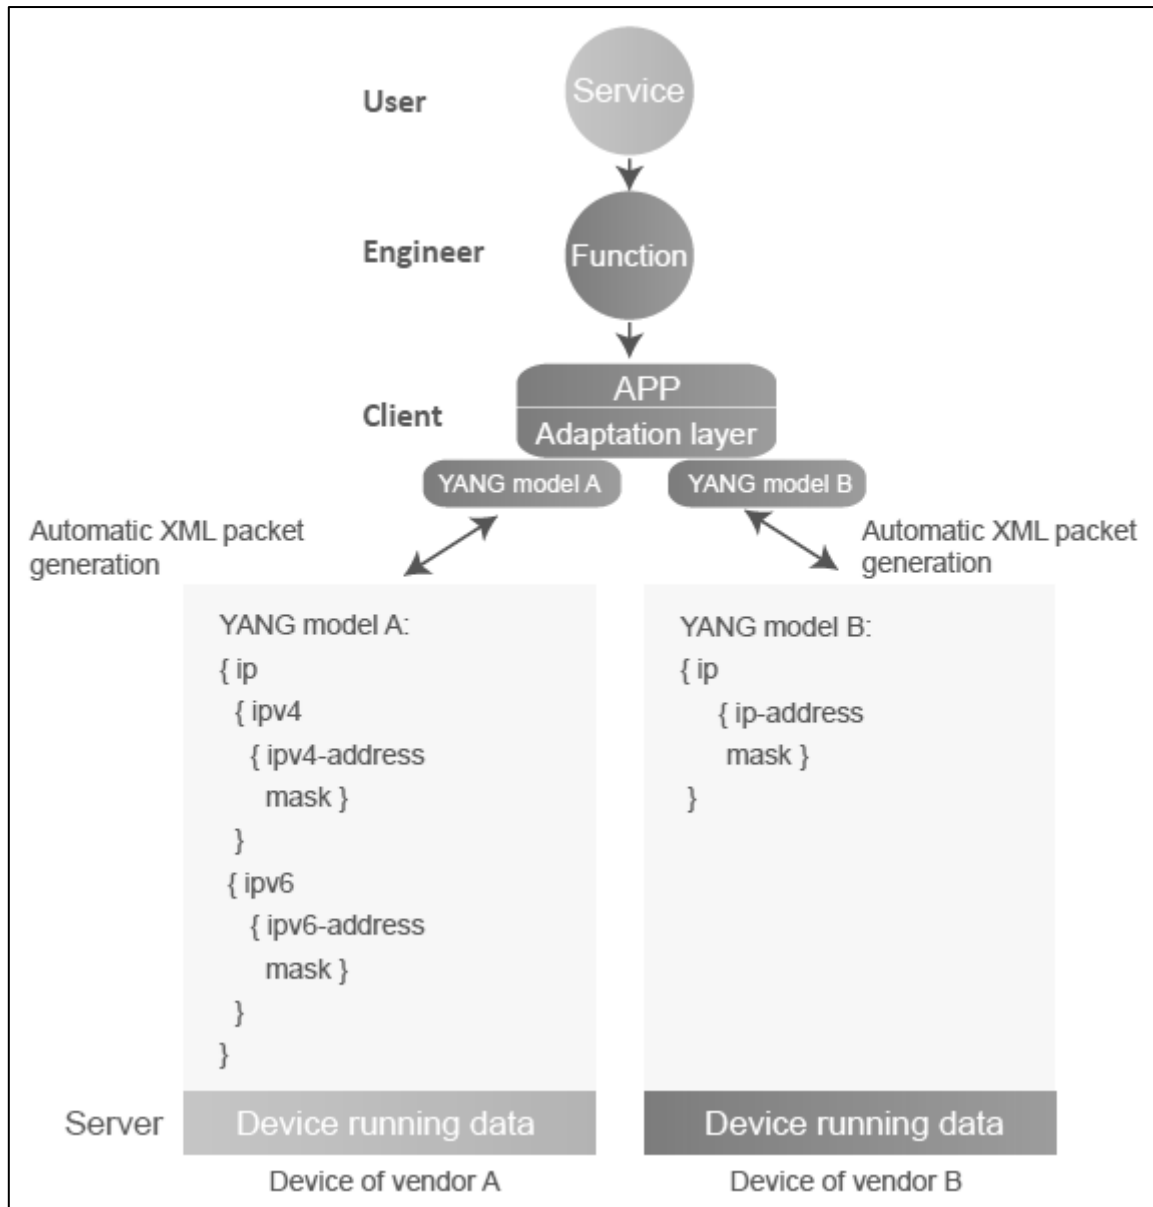 User
Service
Engineer
Function
Client
APP
Adaptation layer
YANG model A
YANG model B
Automatic XML packet
generation
Automatic XML packet
generation
YANG model A:
{ ip
{ ipv4
{ ipv4-address
mask }
}
{ ipv6
{ ipv6-address
mask }
}
}
YANG model B:
{ ip
{ ip-address
mask }
}
Server
Device running data
Device running data
Device of vendor A
Device of vendor B